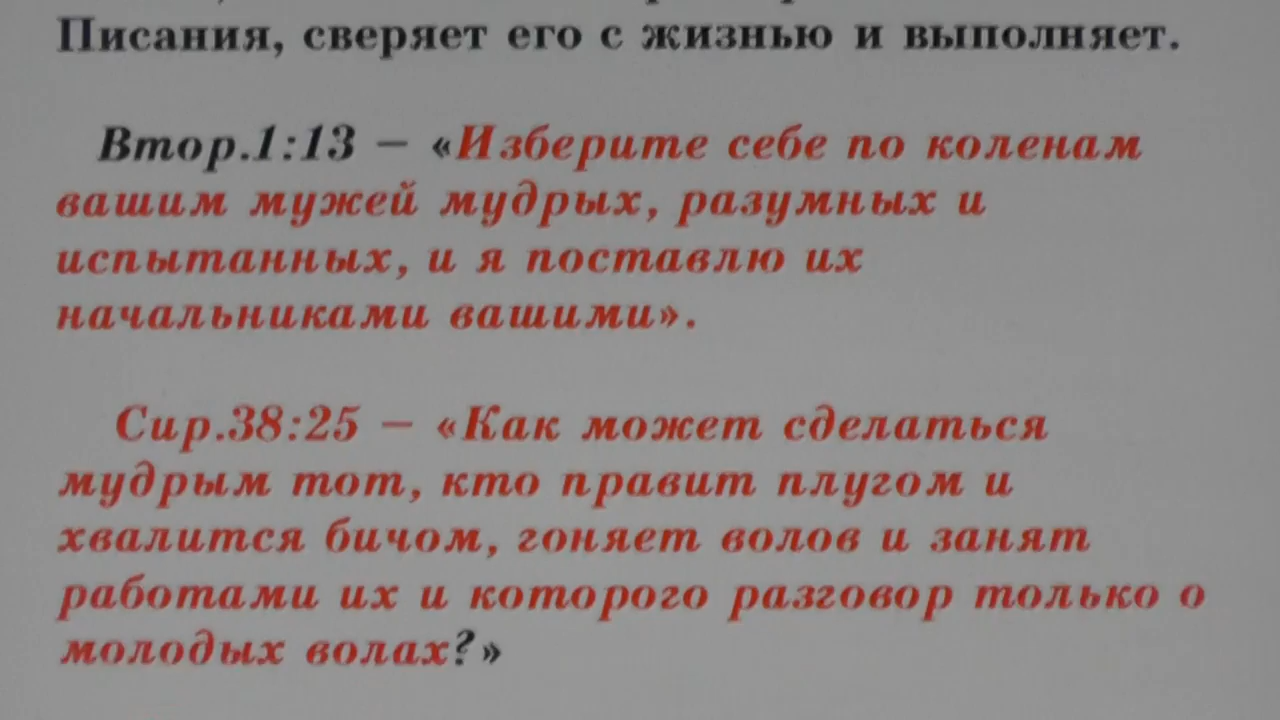 Писания, сверяет его с жизнью и выполняет.
Втор.1:13 – «Изберите себе по коленам
вашим мужей мудрых, разумных и
испытанных, и я поставлю их
начальниками вашими».
Сир.38:25 – «Как может сделаться
мудрым тот, кто правит плугом и
хвалится бичом, гоняет волов и занят
работами их и которого разговор только о
молодых волах?»